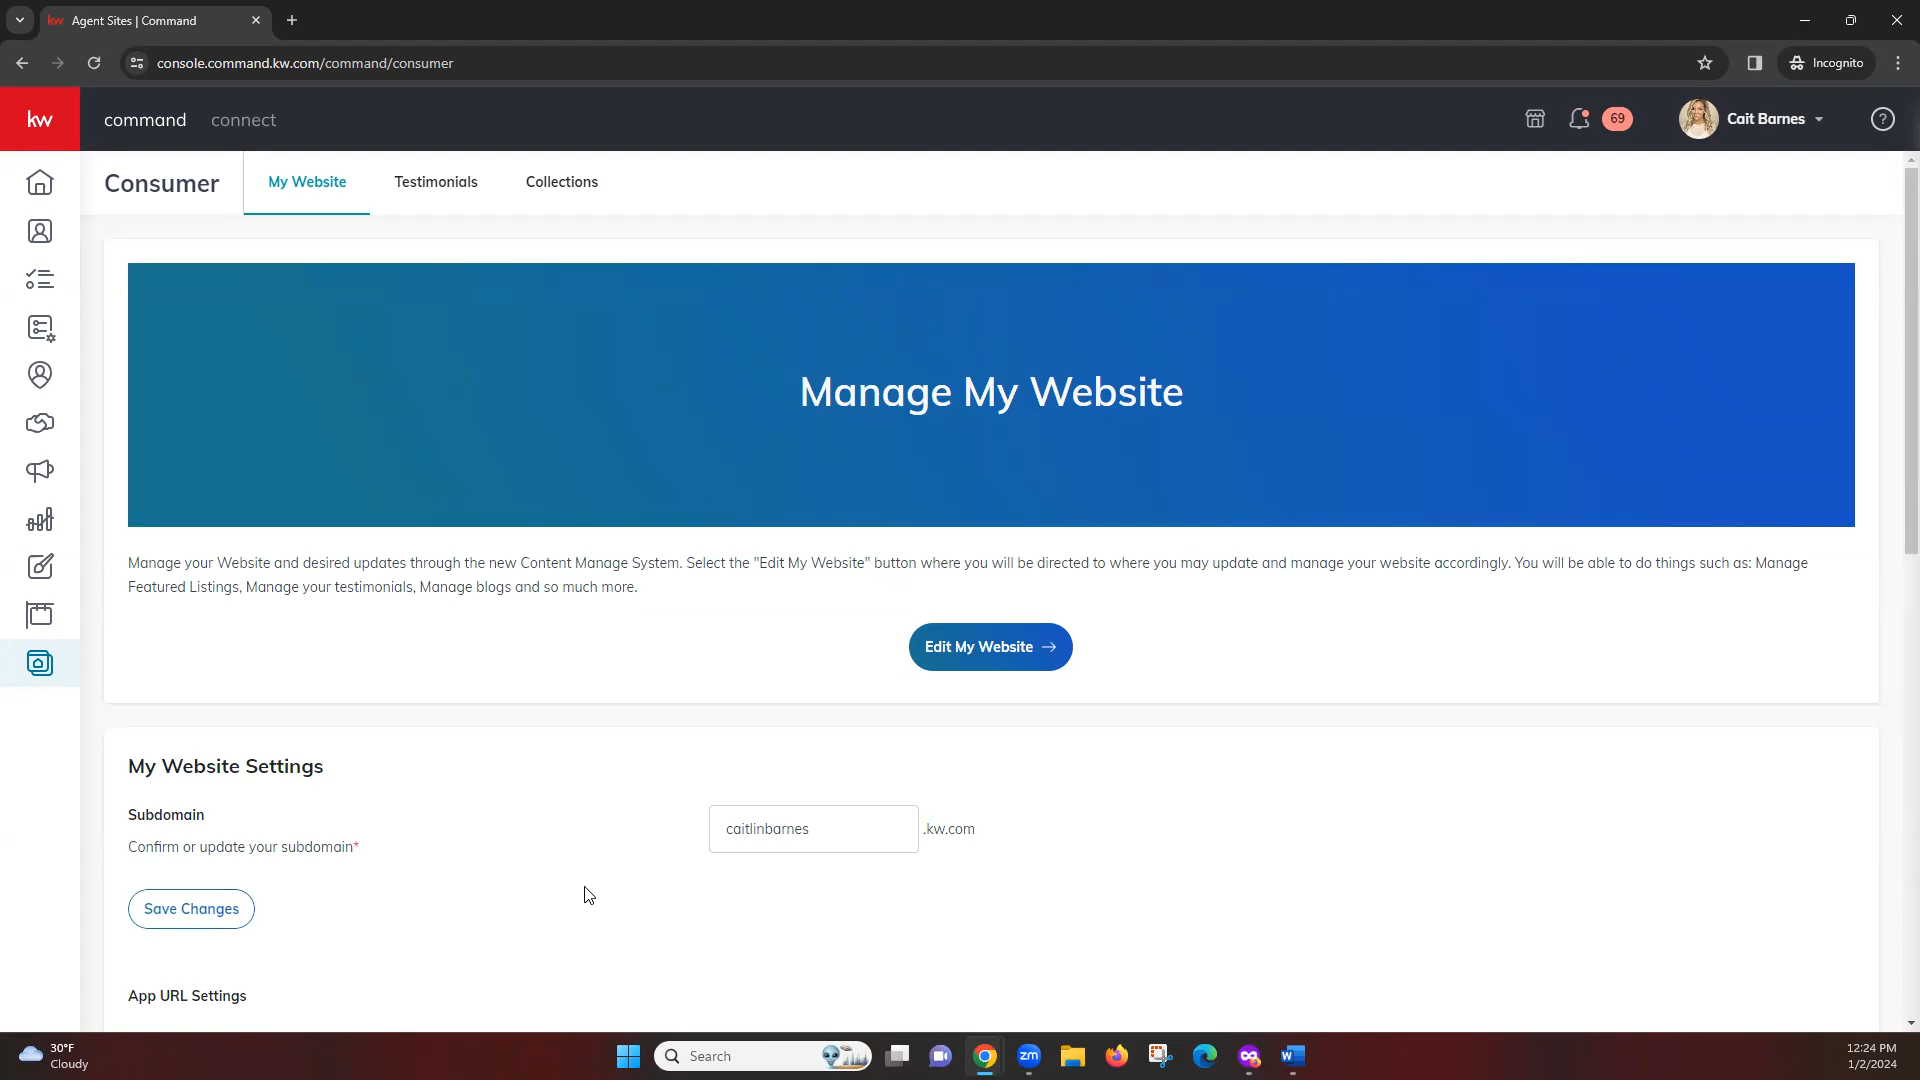 Agent Sites | Command
console.command.kw.com/command/consumer
Incognito
kw
command
connect
69
Cait Barnes
Consumer
My Website
Testimonials
Collections
Manage My Website
Manage your Website and desired updates through the new Content Manage System. Select the "Edit My Website" button where you will be directed to where you may update and manage your website accordingly. You will be able to do things such as: Manage
Featured Listings, Manage your testimonials, Manage blogs and so much more.
Edit My Website
My Website Settings
Subdomain
Confirm or update your subdomain*
caitlinbarnes
.kw.com
Save Changes
App URL Settings
30°F
Cloudy
Search
zm
12:24 PM
1/2/2024